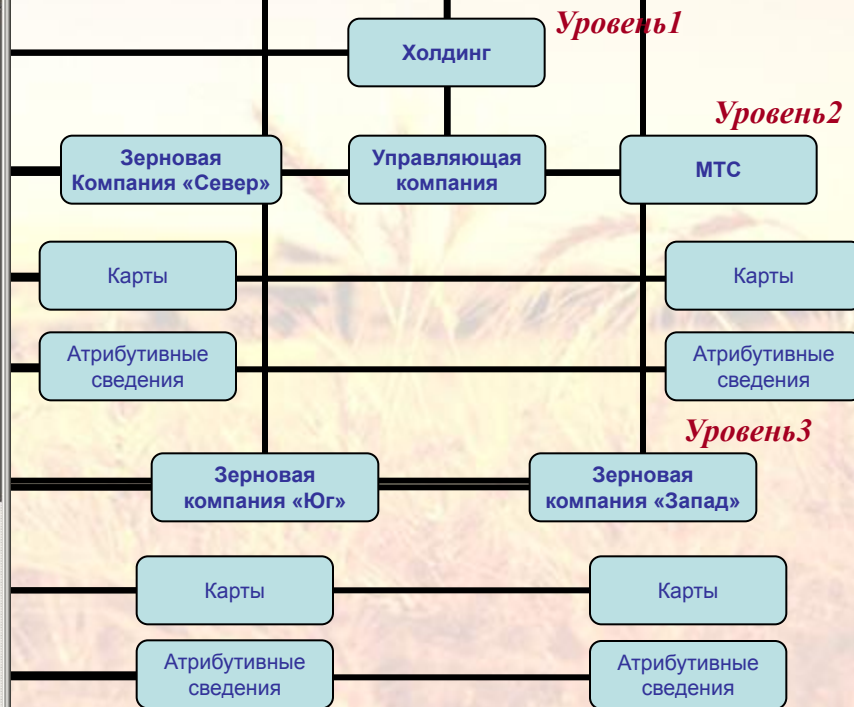 Уровень1
Холдинг
Уровень2
Зерновая
Компания «Север»
Управляющая
компания
МТС
Карты
Карты
Атрибутивные
сведения
Атрибутивные
сведения
Уровень3
Зерновая
компания «Юг»
Зерновая
компания «Запад»
Карты
Карты
Атрибутивные
сведения
Атрибутивные
сведения